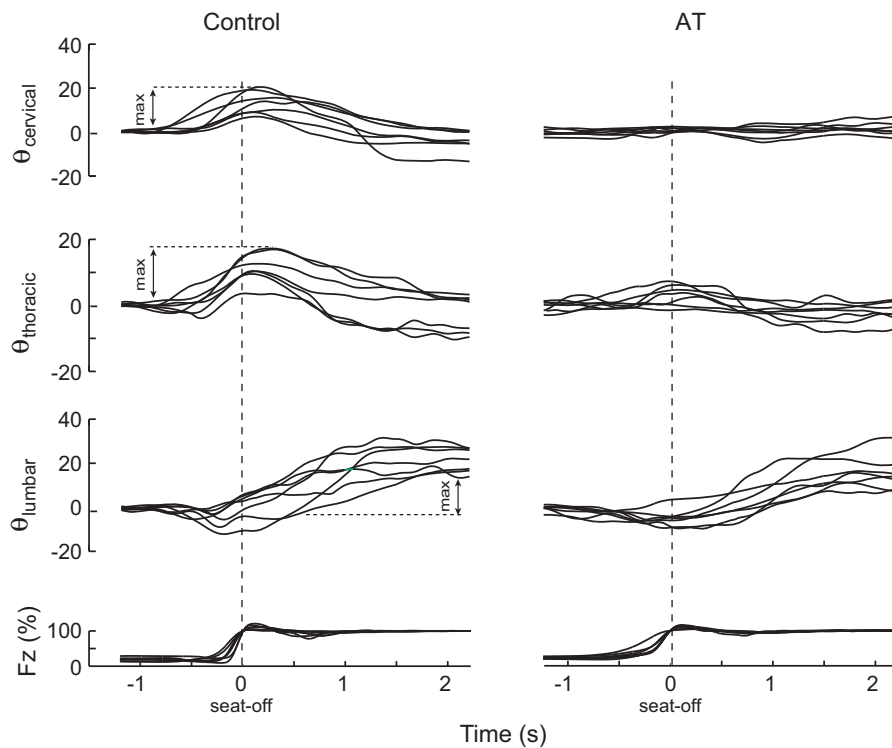 Control AT
40
20
0
-20
θcervical
max
20
0
-20
θthoracic
max
40
20
0
-20
θlumbar
max
100
0
Fz (%)
-1 0 1 2 -1 0 1 2
seat-off seat-off
Time (s)